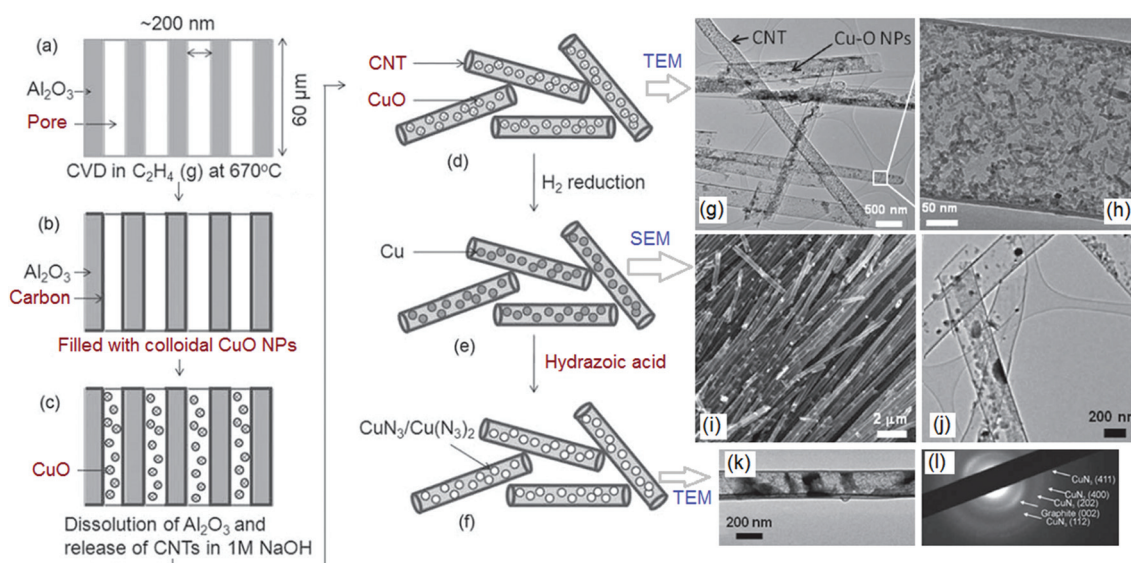 ~200 nm
(a)
Al₂O₃
Pore
60 µm
CVD in C₂H₄ (g) at 670°C
(b)
Al₂O₃
Carbon
Filled with colloidal CuO NPs
(c)
CuO
Dissolution of Al₂O₃ and
release of CNTs in 1M NaOH
CNT
CuO
(d)
H₂ reduction
Cu
(e)
Hydrazoic acid
CuN₃/Cu(N₃)₂
(f)
TEM
SEM
TEM
CNT
Cu-O NPs
(g)
500 nm
50 nm
(h)
(i)
2 µm
(j)
200 nm
(k)
200 nm
(l)
CuN₃ (411)
CuN₃ (400)
CuN₃ (202)
Graphite (002)
CuN₃ (112)